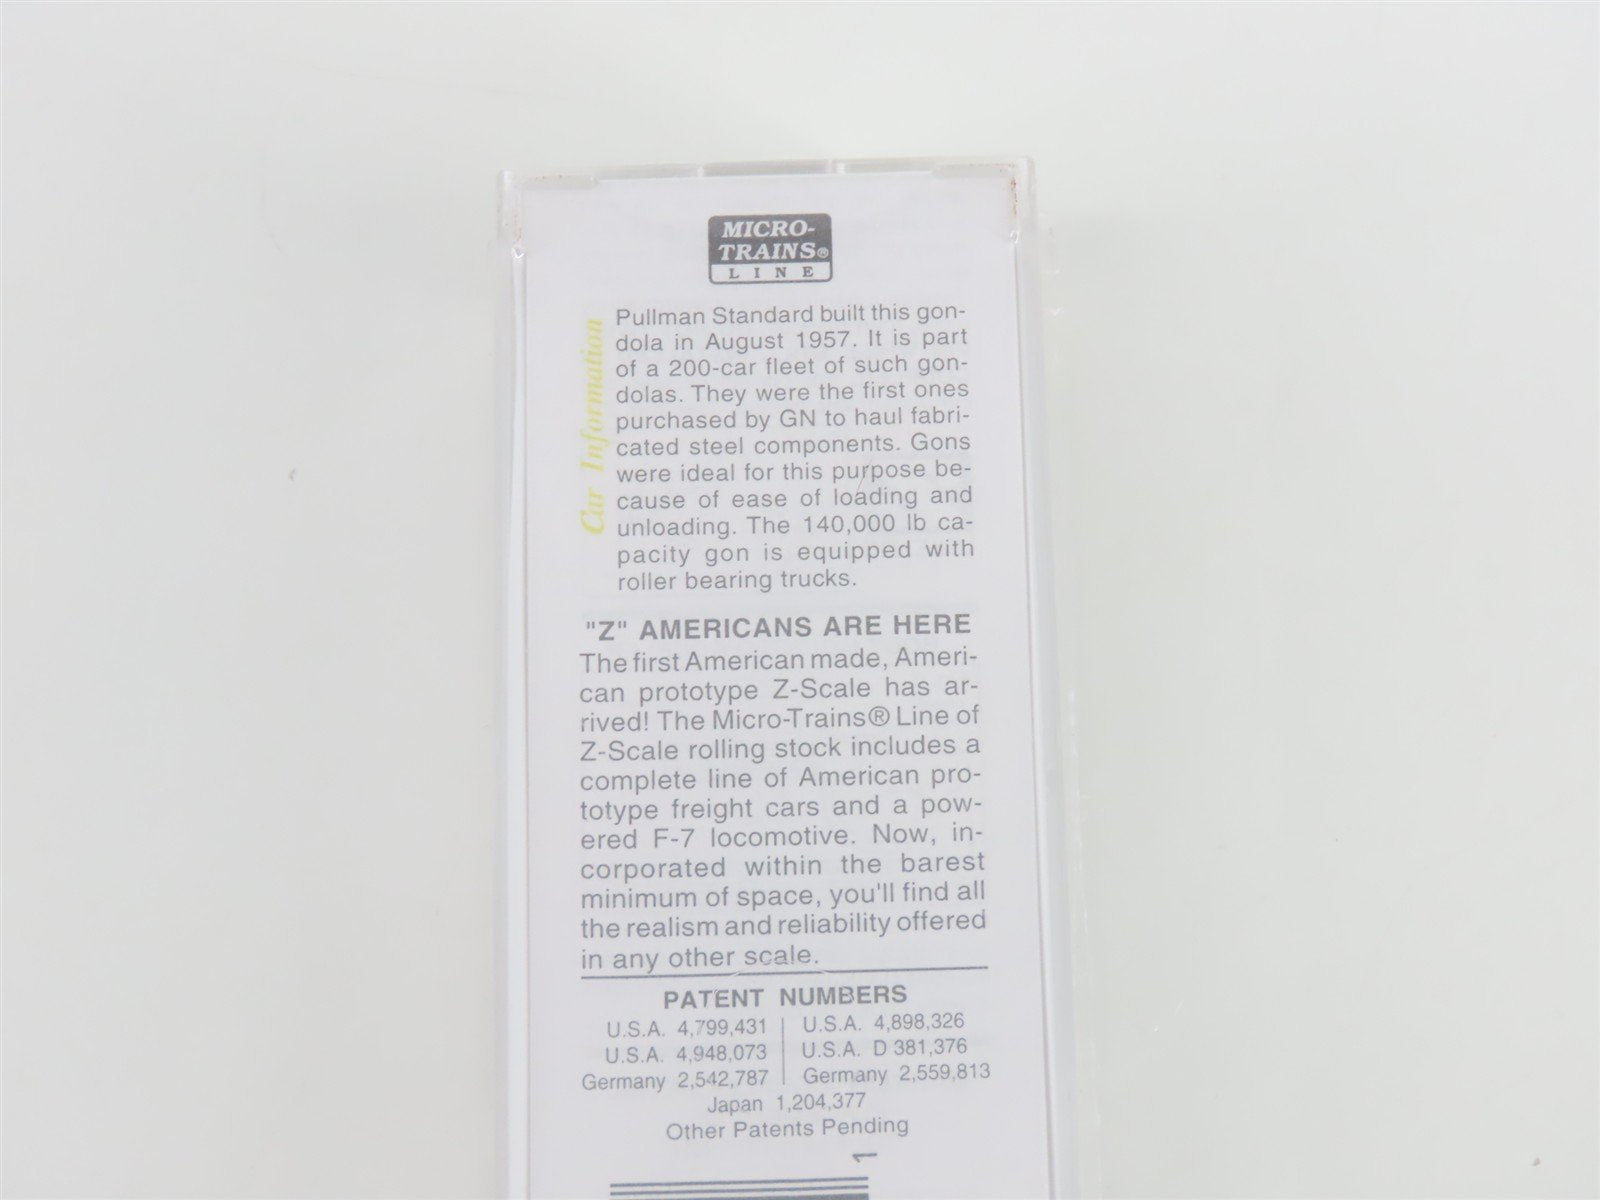 MICRO-
TRAINS®
LINE
Car Information
Pullman Standard built this gon-
dola in August 1957. It is part
of a 200-car fleet of such gon-
dolas. They were the first ones
purchased by GN to haul fabri-
cated steel components. Gons
were ideal for this purpose be-
cause of ease of loading and
unloading. The 140,000 lb ca-
pacity gon is equipped with
roller bearing trucks.
"Z" AMERICANS ARE HERE
The first American made, Ameri-
can prototype Z-Scale has ar-
rived! The Micro-Trains® Line of
Z-Scale rolling stock includes a
complete line of American pro-
totype freight cars and a pow-
ered F-7 locomotive. Now, in-
corporated within the barest
minimum of space, you'll find all
the realism and reliability offered
in any other scale.
PATENT NUMBERS
U.S.A. 4,799,431 | U.S.A. 4,898,326
U.S.A. 4,948,073 | U.S.A. D 381,376
Germany 2,542,787 | Germany 2,559,813
Japan 1,204,377
Other Patents Pending
1